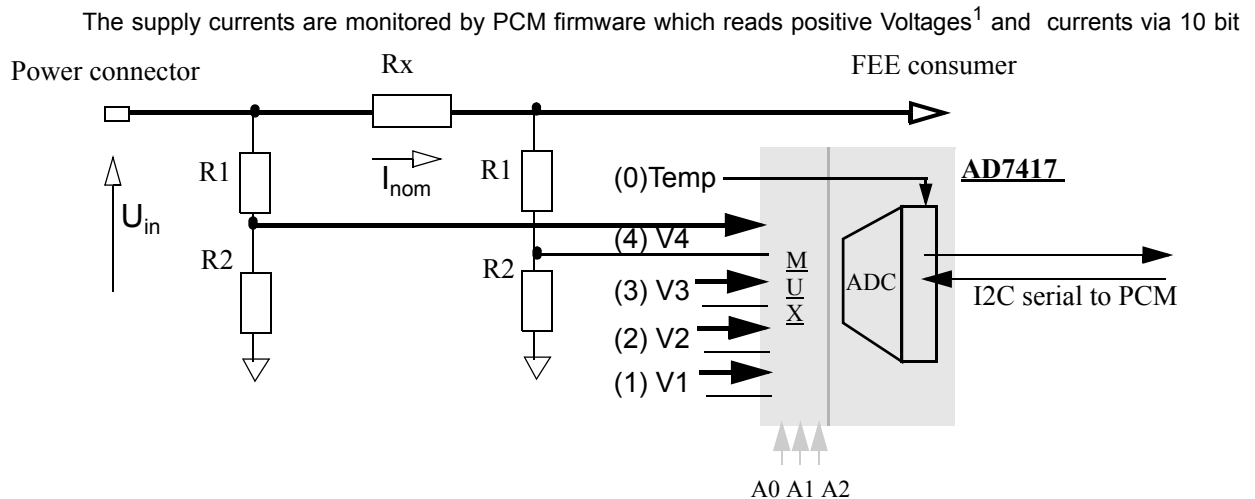 The supply currents are monitored by PCM firmware which reads positive Voltages1 and currents via 10 bit
Power connector
Rx
FEE consumer
R1
Inom
R1
(0)Temp
AD7417
Uin
(4) V4
R2
R2
(3) V3
MUX
ADC
I2C serial to PCM
(2) V2
(1) V1
A0 A1 A2